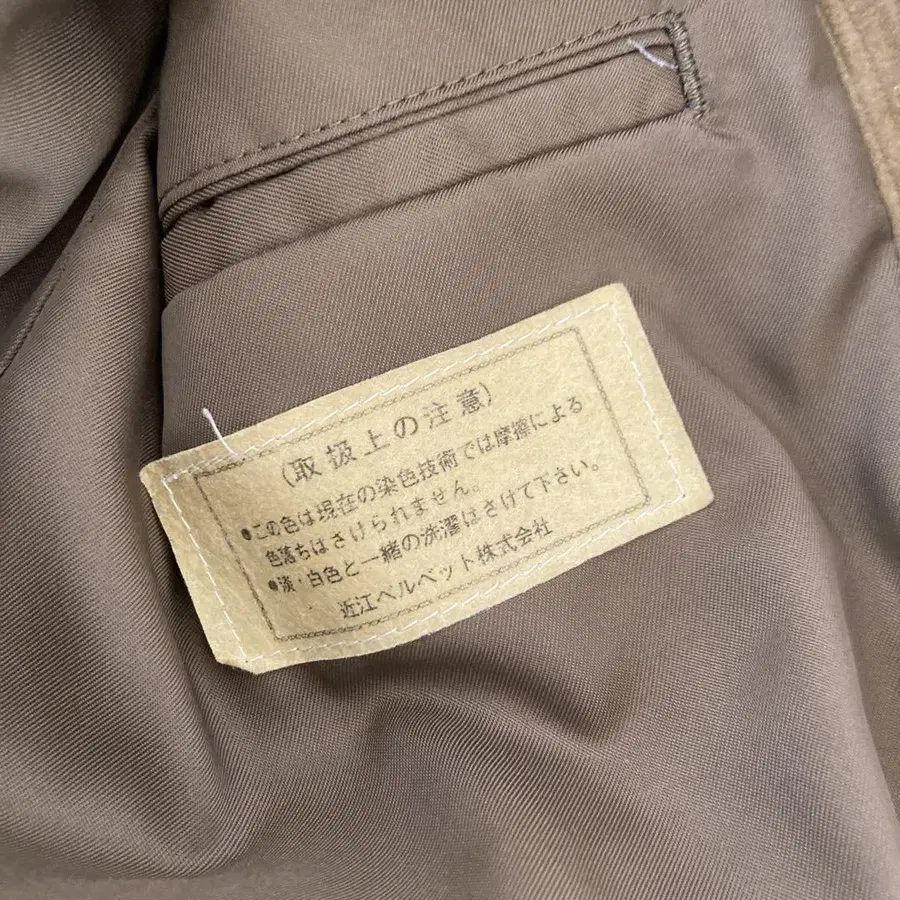 (取扱上の注意)
●この色は現在の染色技術では摩擦による
色落ちはさけられません。
●淡・白色と一緒の洗濯はさけて下さい。
近江ベルベット株式会社